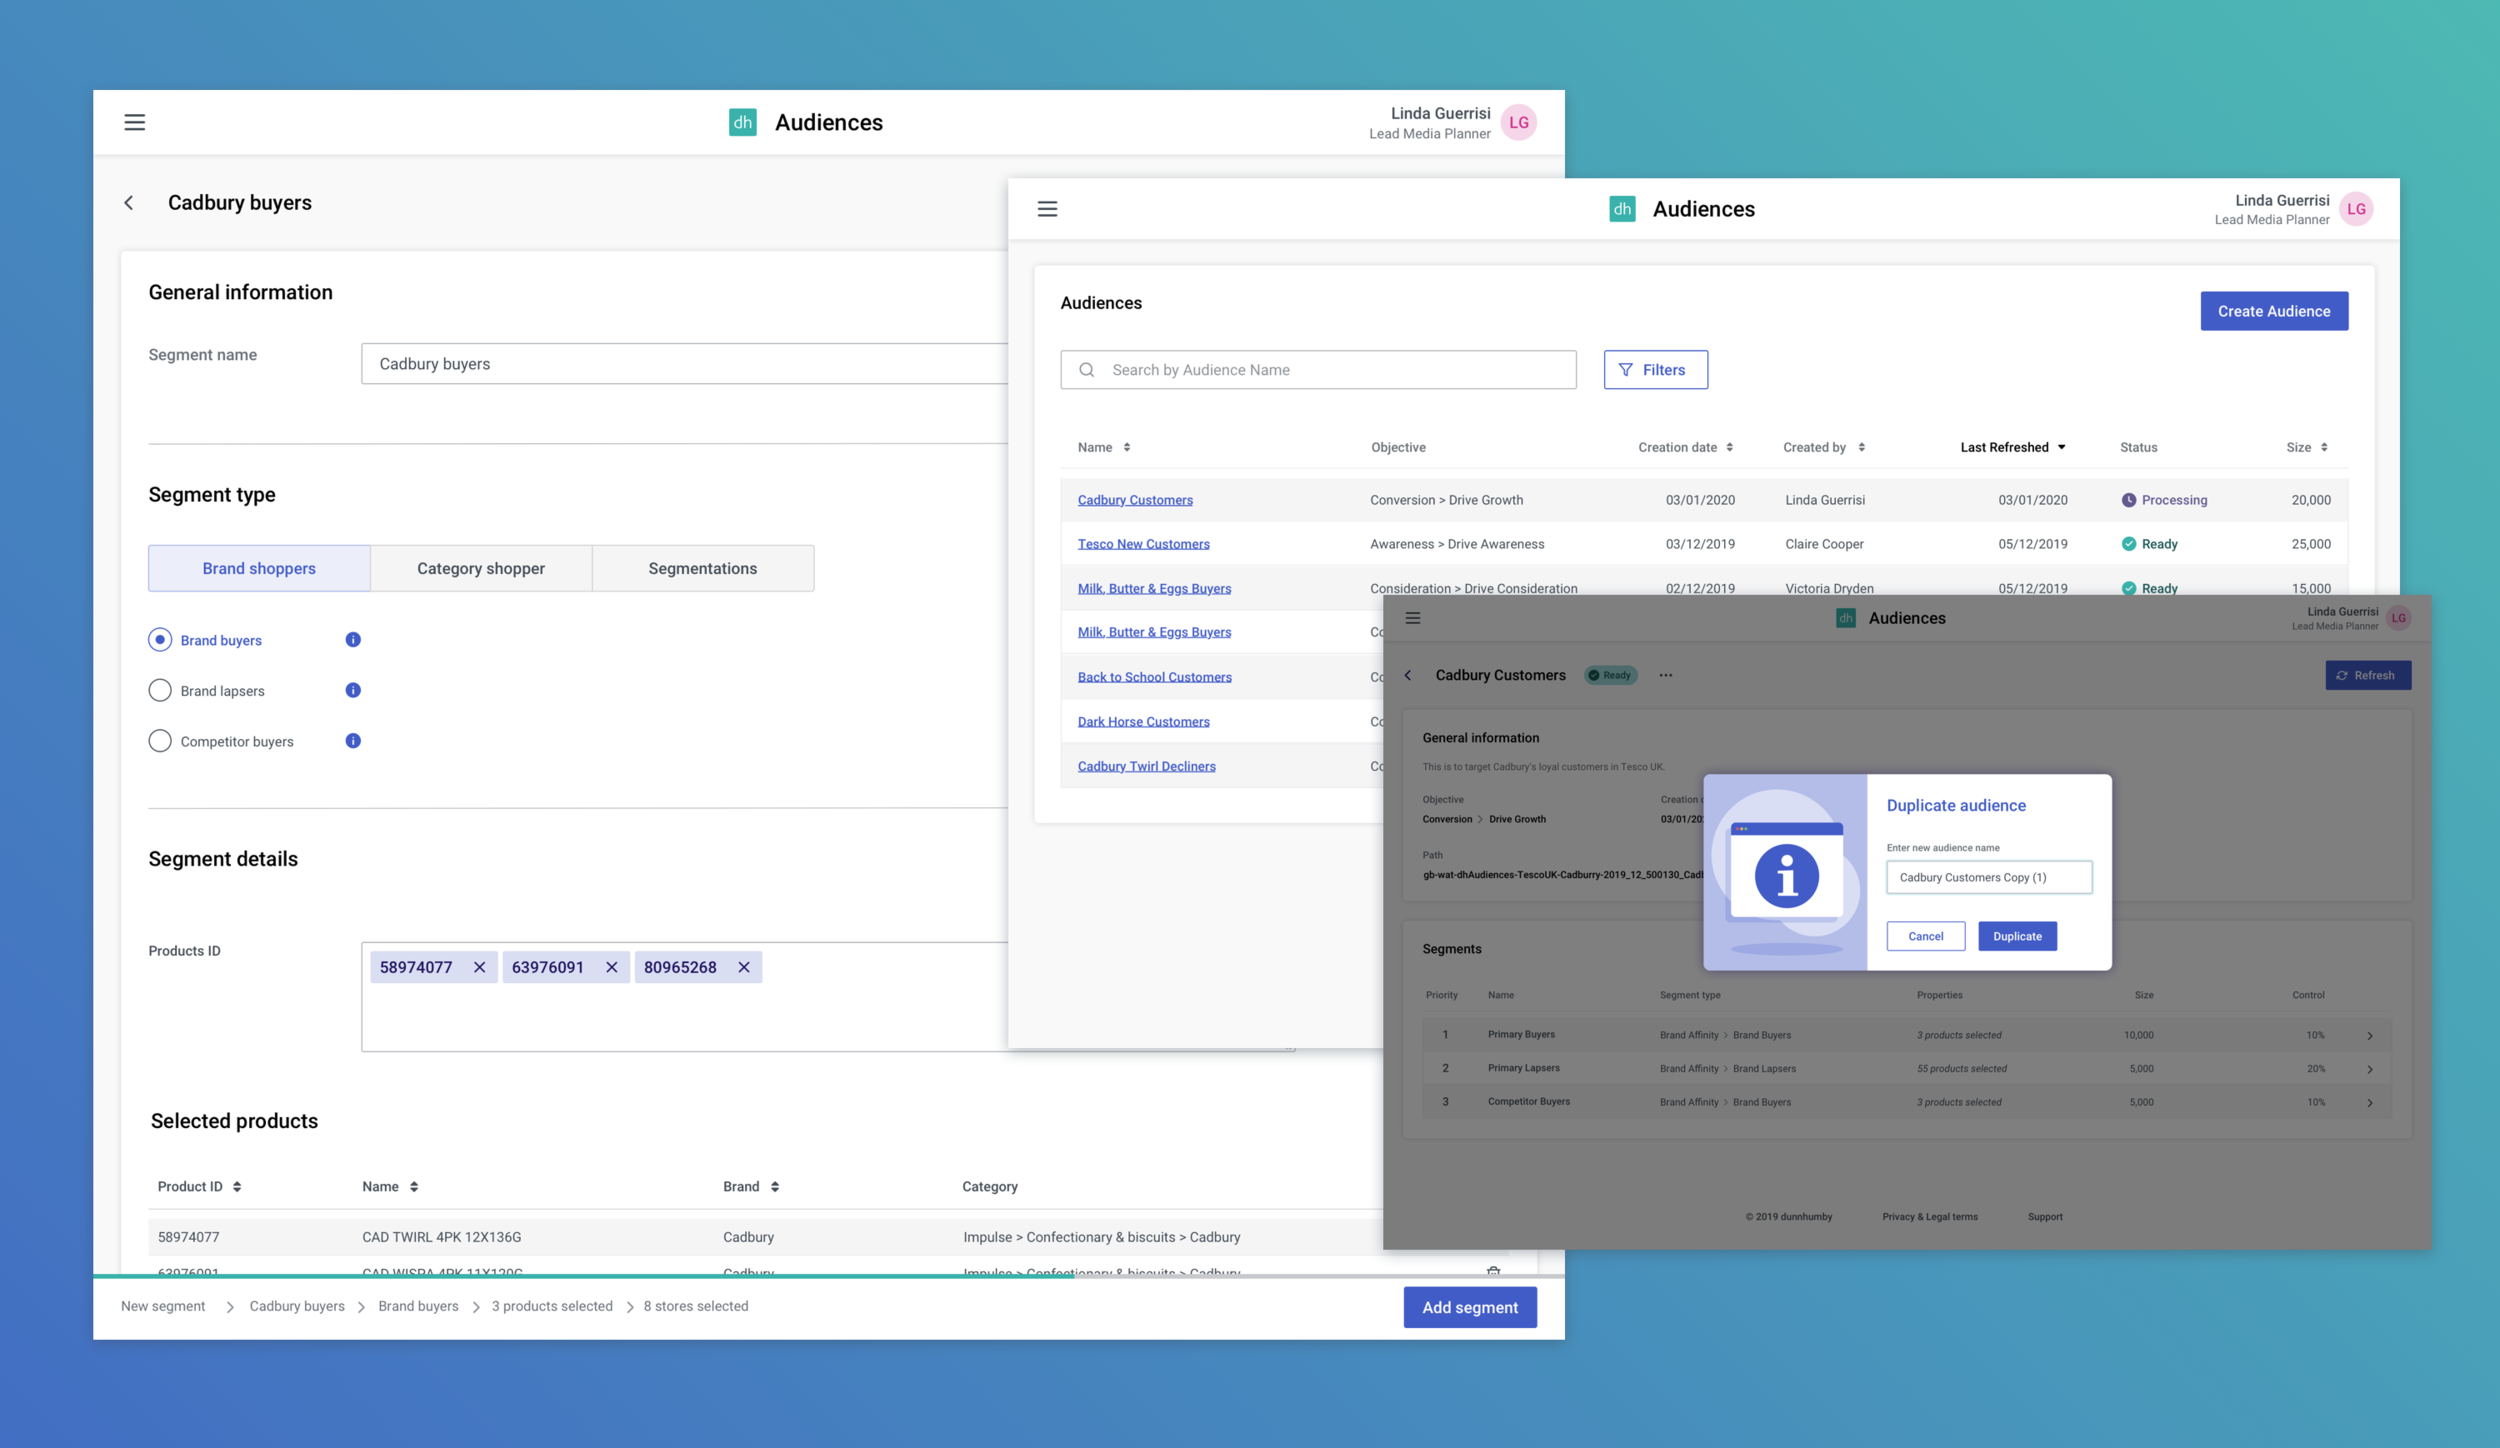 dh Audiences
Linda Guerrisi
Lead Media Planner
LG
Cadbury buyers
General information
Segment name
Cadbury buyers
Segment type
Brand shoppers
Category shopper
Segmentations
Brand buyers
Brand lapsers
Competitor buyers
Segment details
Products ID
58974077
63976091
80965268
Selected products
Product ID Name Brand Category
58974077 CAD TWIRL 4PK 12X136G Cadbury Impulse > Confectionary & biscuits > Cadbury
63976091 CAD WISPA 4PK 11X120G Cadbury Impulse > Confectionary & biscuits > Cadbury
New segment > Cadbury buyers > Brand buyers > 3 products selected > 8 stores selected
Add segment
dh Audiences
Linda Guerrisi
Lead Media Planner
LG
Audiences
Create Audience
Search by Audience Name
Filters
Name Objective Creation date Created by Last Refreshed Status Size
Cadbury Customers Conversion > Drive Growth 03/01/2020 Linda Guerrisi 03/01/2020 Processing 20,000
Tesco New Customers Awareness > Drive Awareness 03/12/2019 Claire Cooper 05/12/2019 Ready 25,000
Milk, Butter & Eggs Buyers Consideration > Drive Consideration 02/12/2019 Victoria Dryden 05/12/2019 Ready 15,000
Milk, Butter & Eggs Buyers Co
Back to School Customers Co
Dark Horse Customers Co
Cadbury Twirl Decliners Co
dh Audiences
Linda Guerrisi
Lead Media Planner
LG
Cadbury Customers
Ready
...
Refresh
General information
This is to target Cadbury's loyal customers in Tesco UK.
Objective
Conversion > Drive Growth
Creation
03/01/20
Path
gb-wat-dhAudiences-TescoUK-Cadburry-2019_12_500130_Cadb
Duplicate audience
Enter new audience name
Cadbury Customers Copy (1)
Cancel
Duplicate
Segments
Priority Name Segment type Properties Size Control
1 Primary Buyers Brand Affinity > Brand Buyers 3 products selected 10,000 10%
2 Primary Lapsers Brand Affinity > Brand Lapsers 55 products selected 5,000 20%
3 Competitor Buyers Brand Affinity > Brand Buyers 3 products selected 5,000 10%
© 2019 dunnhumby
Privacy & Legal terms
Support